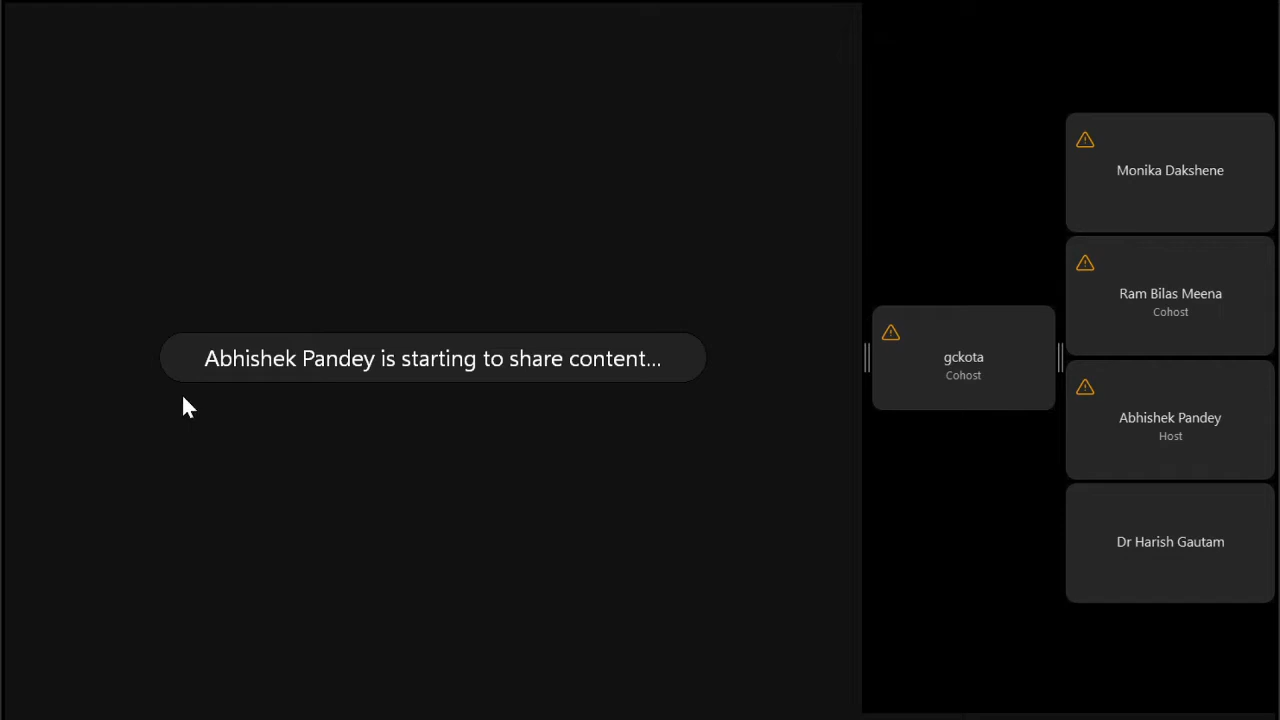 Abhishek Pandey is starting to share content...
gckota
Cohost
Monika Dakshene
Ram Bilas Meena
Cohost
Abhishek Pandey
Host
Dr Harish Gautam